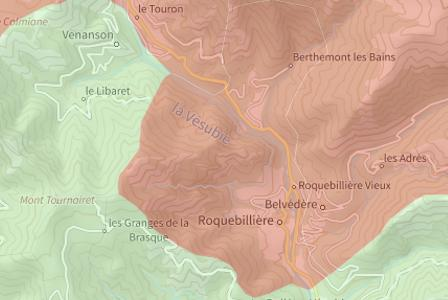 le Touron
Colmiane
Venanson
Berthemont les Bains
le Libaret
la Vésubie
les Adrès
Roquebillière Vieux
Mont Tournairet
Belvédère
Roquebillière
les Granges de la
Brasque